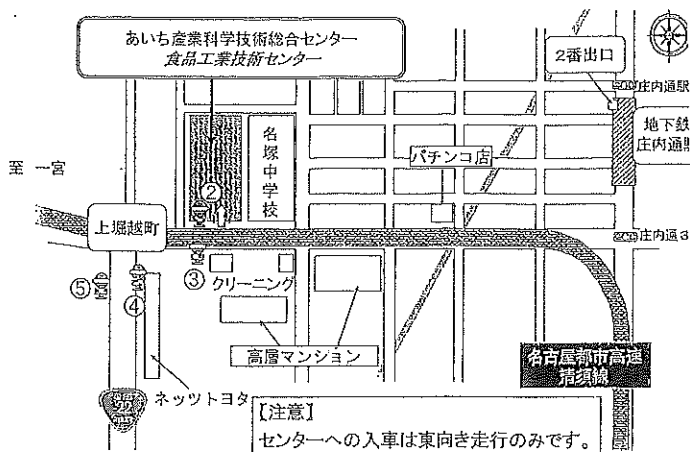 あいち産業科学技術総合センター
食品工業技術センター
2番出口
庄内通駅
地下鉄
庄内通駅
至 一宮
名塚中学校
パチンコ店
②
上堀越町
庄内通3
③
クリーニング
⑤
④
高層マンション
名古屋都市高速
清須線
ネッツトヨタ
22
【注意】
センターへの入車は東向き走行のみです。